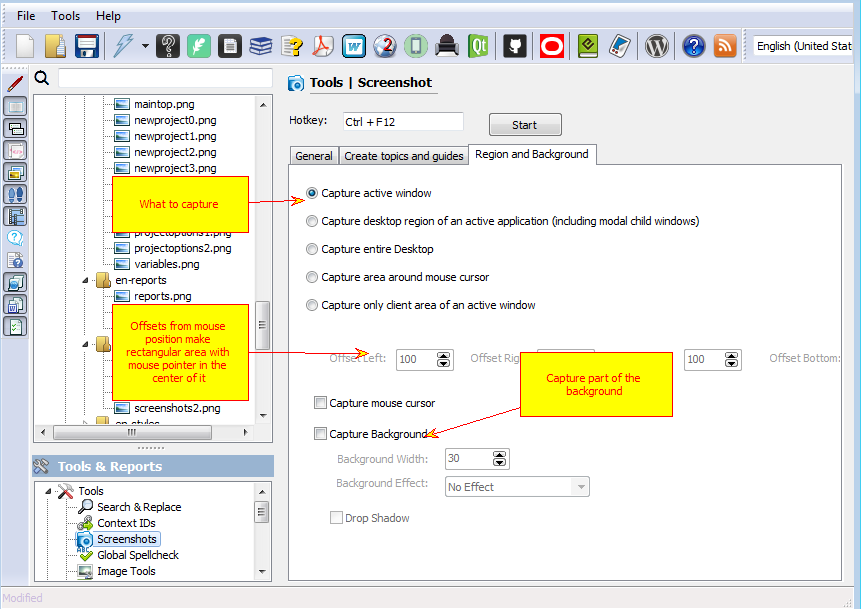 File Tools Help
W 2 Qt ? English (United Stat
Tools | Screenshot
Hotkey: Ctrl + F12 Start
General Create topics and guides Region and Background
maintop.png
newproject0.png
newproject1.png
newproject2.png
newproject3.png
What to capture
projectoptions1.png
projectoptions2.png
variables.png
en-reports
reports.png
Offsets from mouse
position make
rectangular area with
mouse pointer in the
center of it
screenshots2.png
en-styles
Capture active window
Capture desktop region of an active application (including modal child windows)
Capture entire Desktop
Capture area around mouse cursor
Capture only client area of an active window
Offset Left: 100 Offset Rig 100 Offset Bottom:
Capture part of the
background
Capture mouse cursor
Capture Background
Background Width: 30
Background Effect: No Effect
Drop Shadow
Tools & Reports
Tools
Search & Replace
Context IDs
Screenshots
ABC Global Spellcheck
Image Tools
Modified